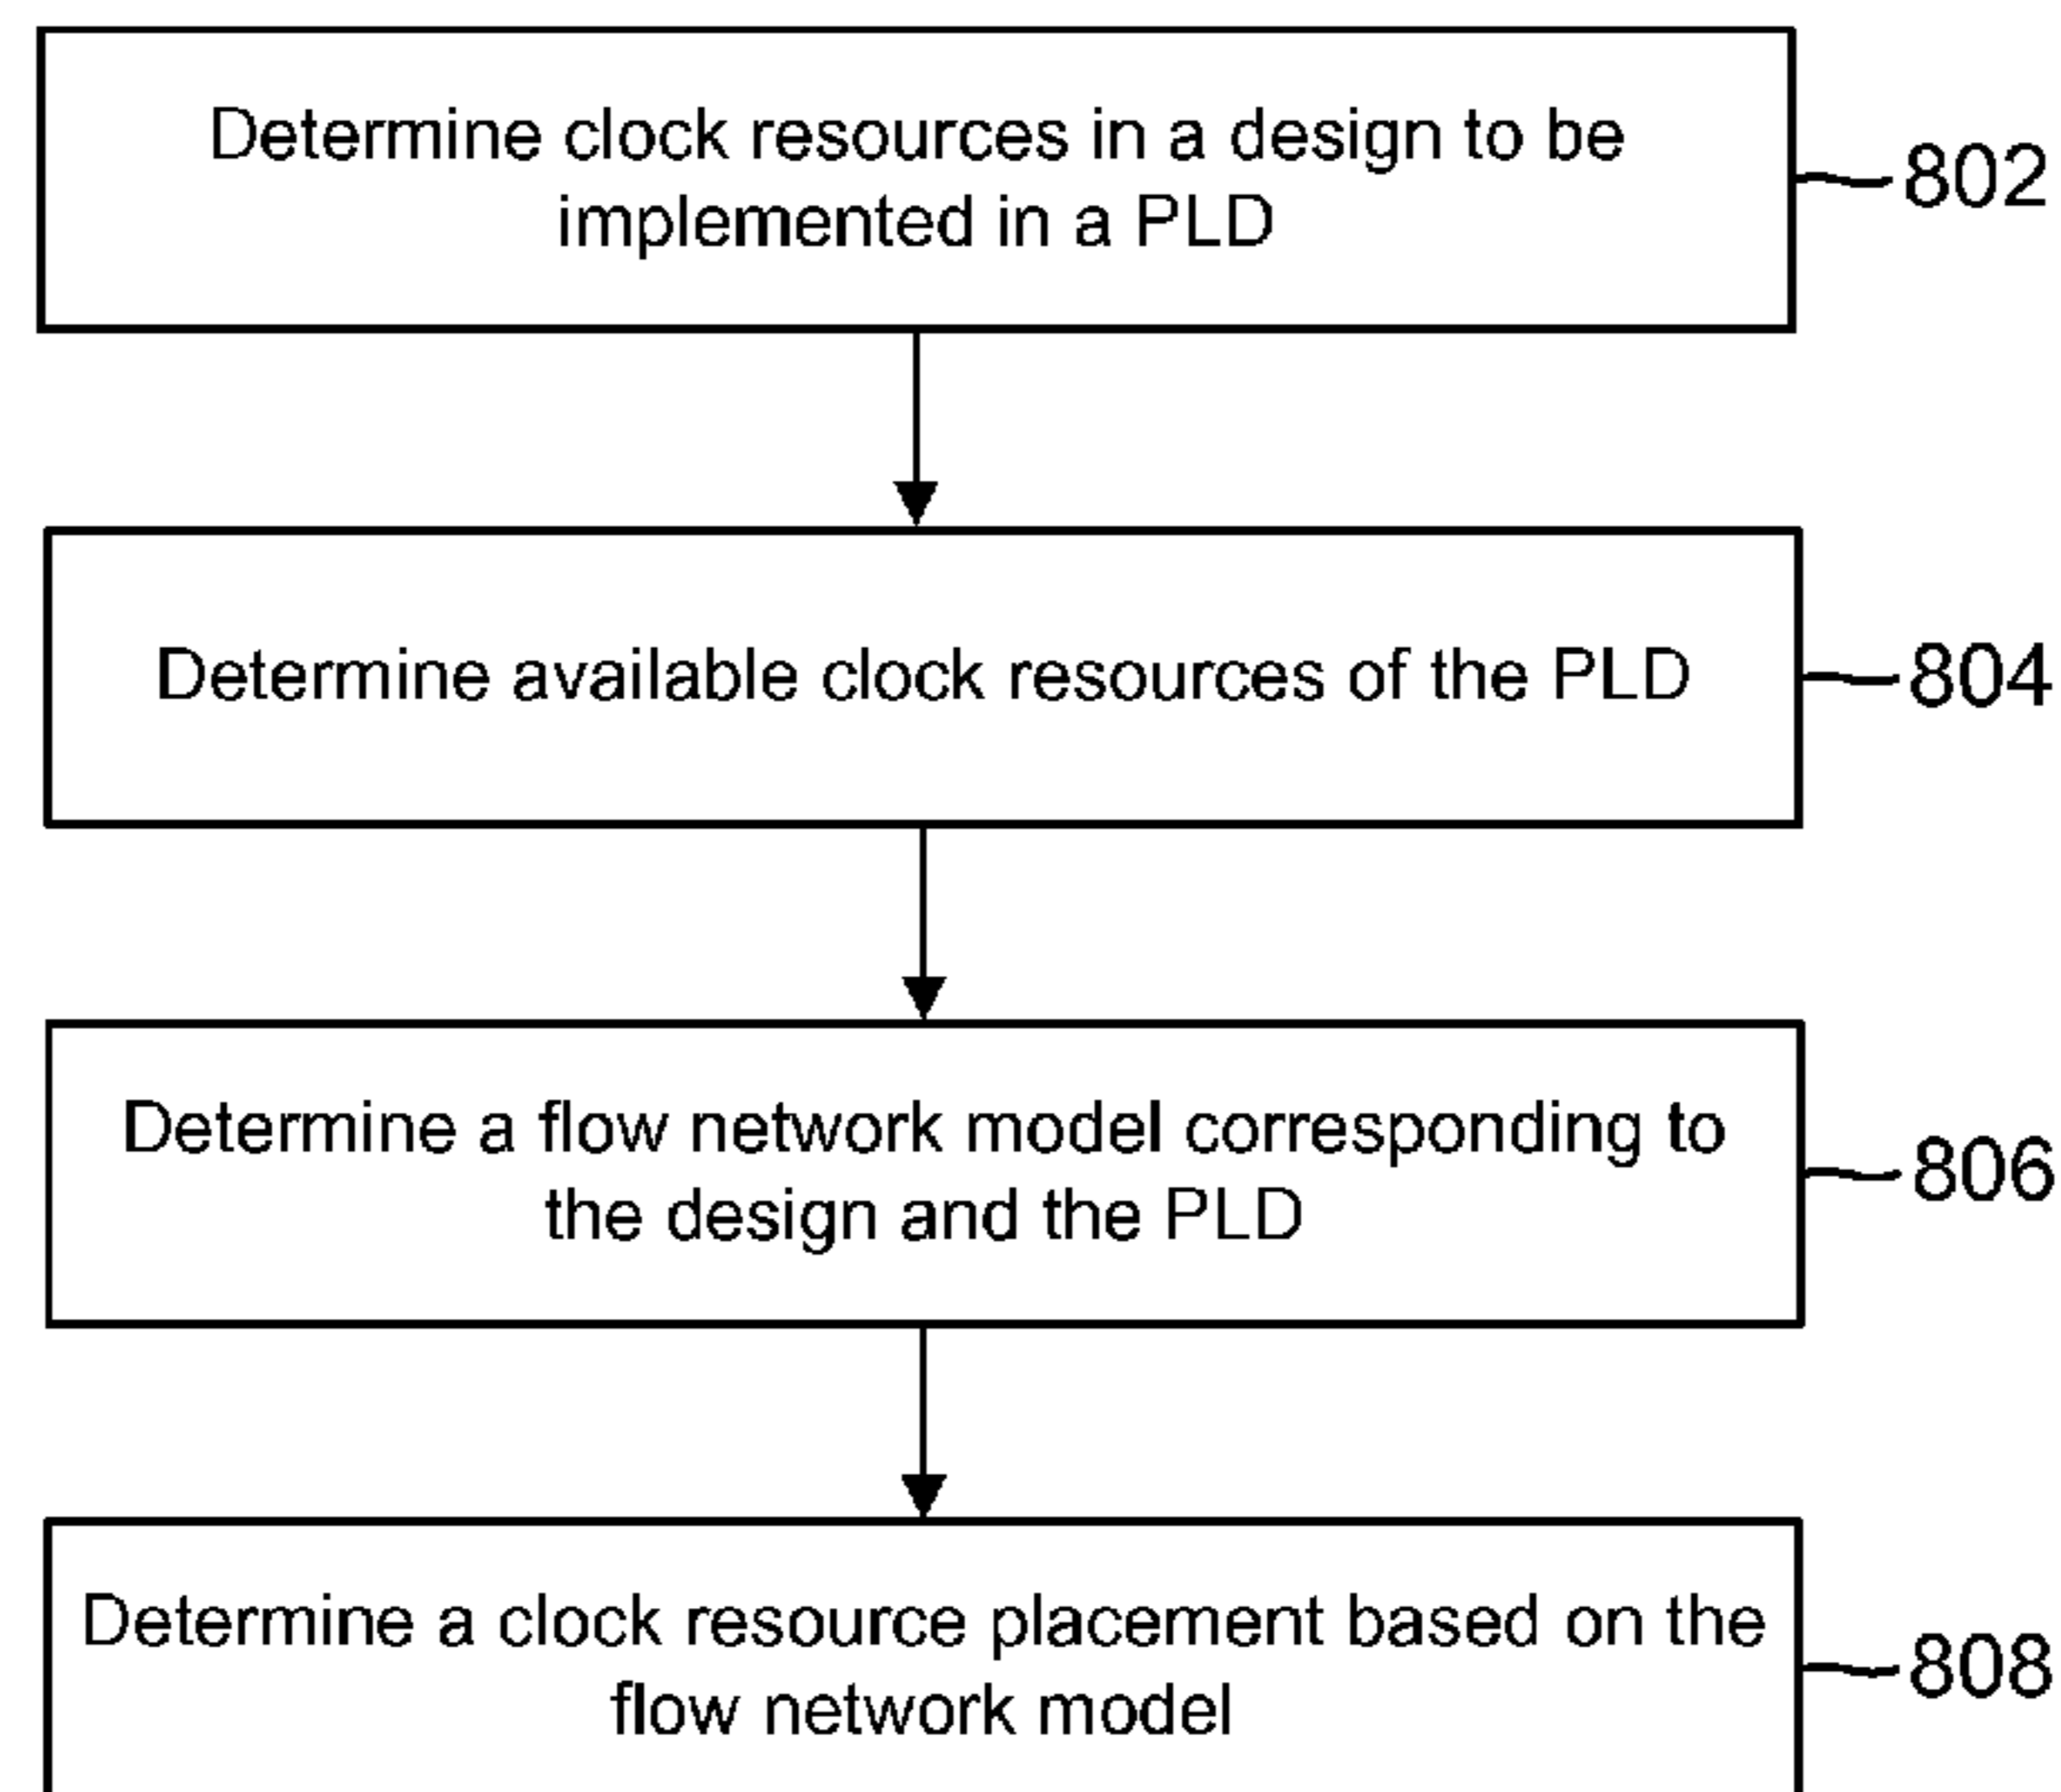 Determine clock resources in a design to be
implemented in a PLD
802
Determine available clock resources of the PLD
804
Determine a flow network model corresponding to
the design and the PLD
806
Determine a clock resource placement based on the
flow network model
808